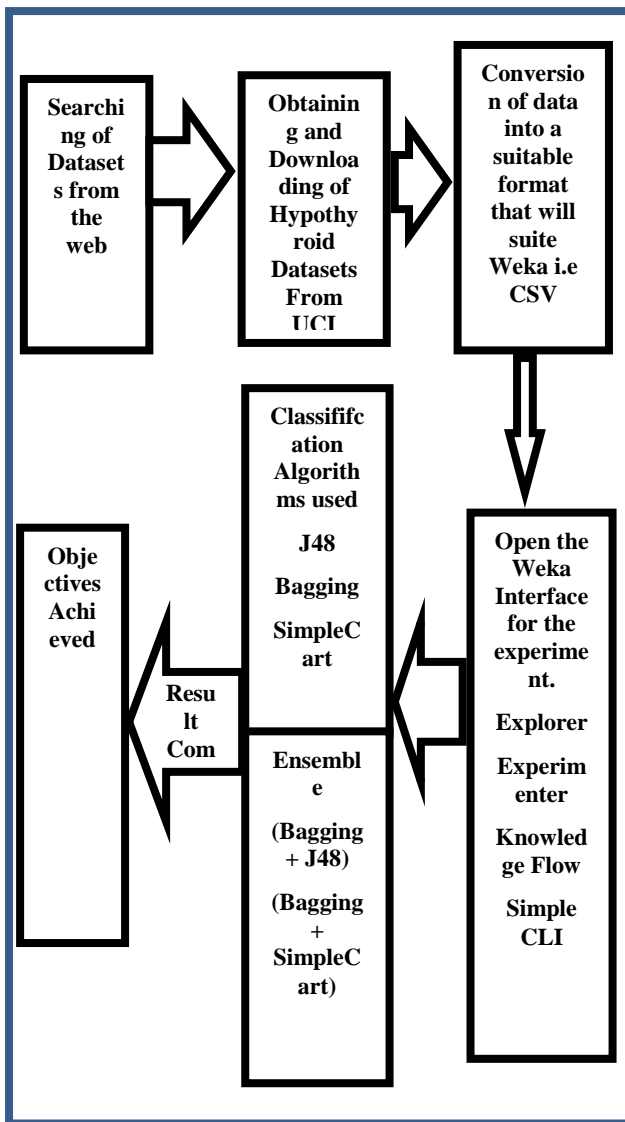 Searchi
ng of
Dataset
s from
the
web
Obtainin
g and
Downloa
ding of
Hypothy
roid
Datasets
From
UCI
Conversio
n of data
into a
suitable
format
that will
suite
Weka i.e
CSV
Open the
Weka
Interface
for the
experime
nt.
Explorer
Experim
enter
Knowled
ge Flow
Simple
CLI
Classififc
ation
Algorith
ms used
J48
Bagging
SimpleC
art
Ensembl
e
(Bagging
+ J48)
(Bagging
+
SimpleC
art)
Resu
lt
Com
Obje
ctives
Achi
eved